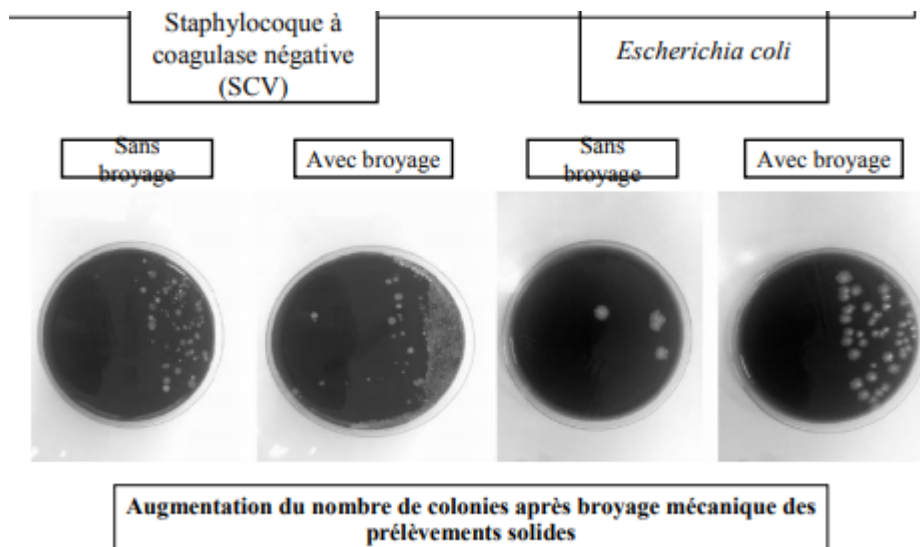 Staphylocoque à
coagulase négative
(SCV)
Escherichia coli
Sans
broyage
Avec broyage
Sans
broyage
Avec broyage
Augmentation du nombre de colonies après broyage mécanique des
prélèvements solides